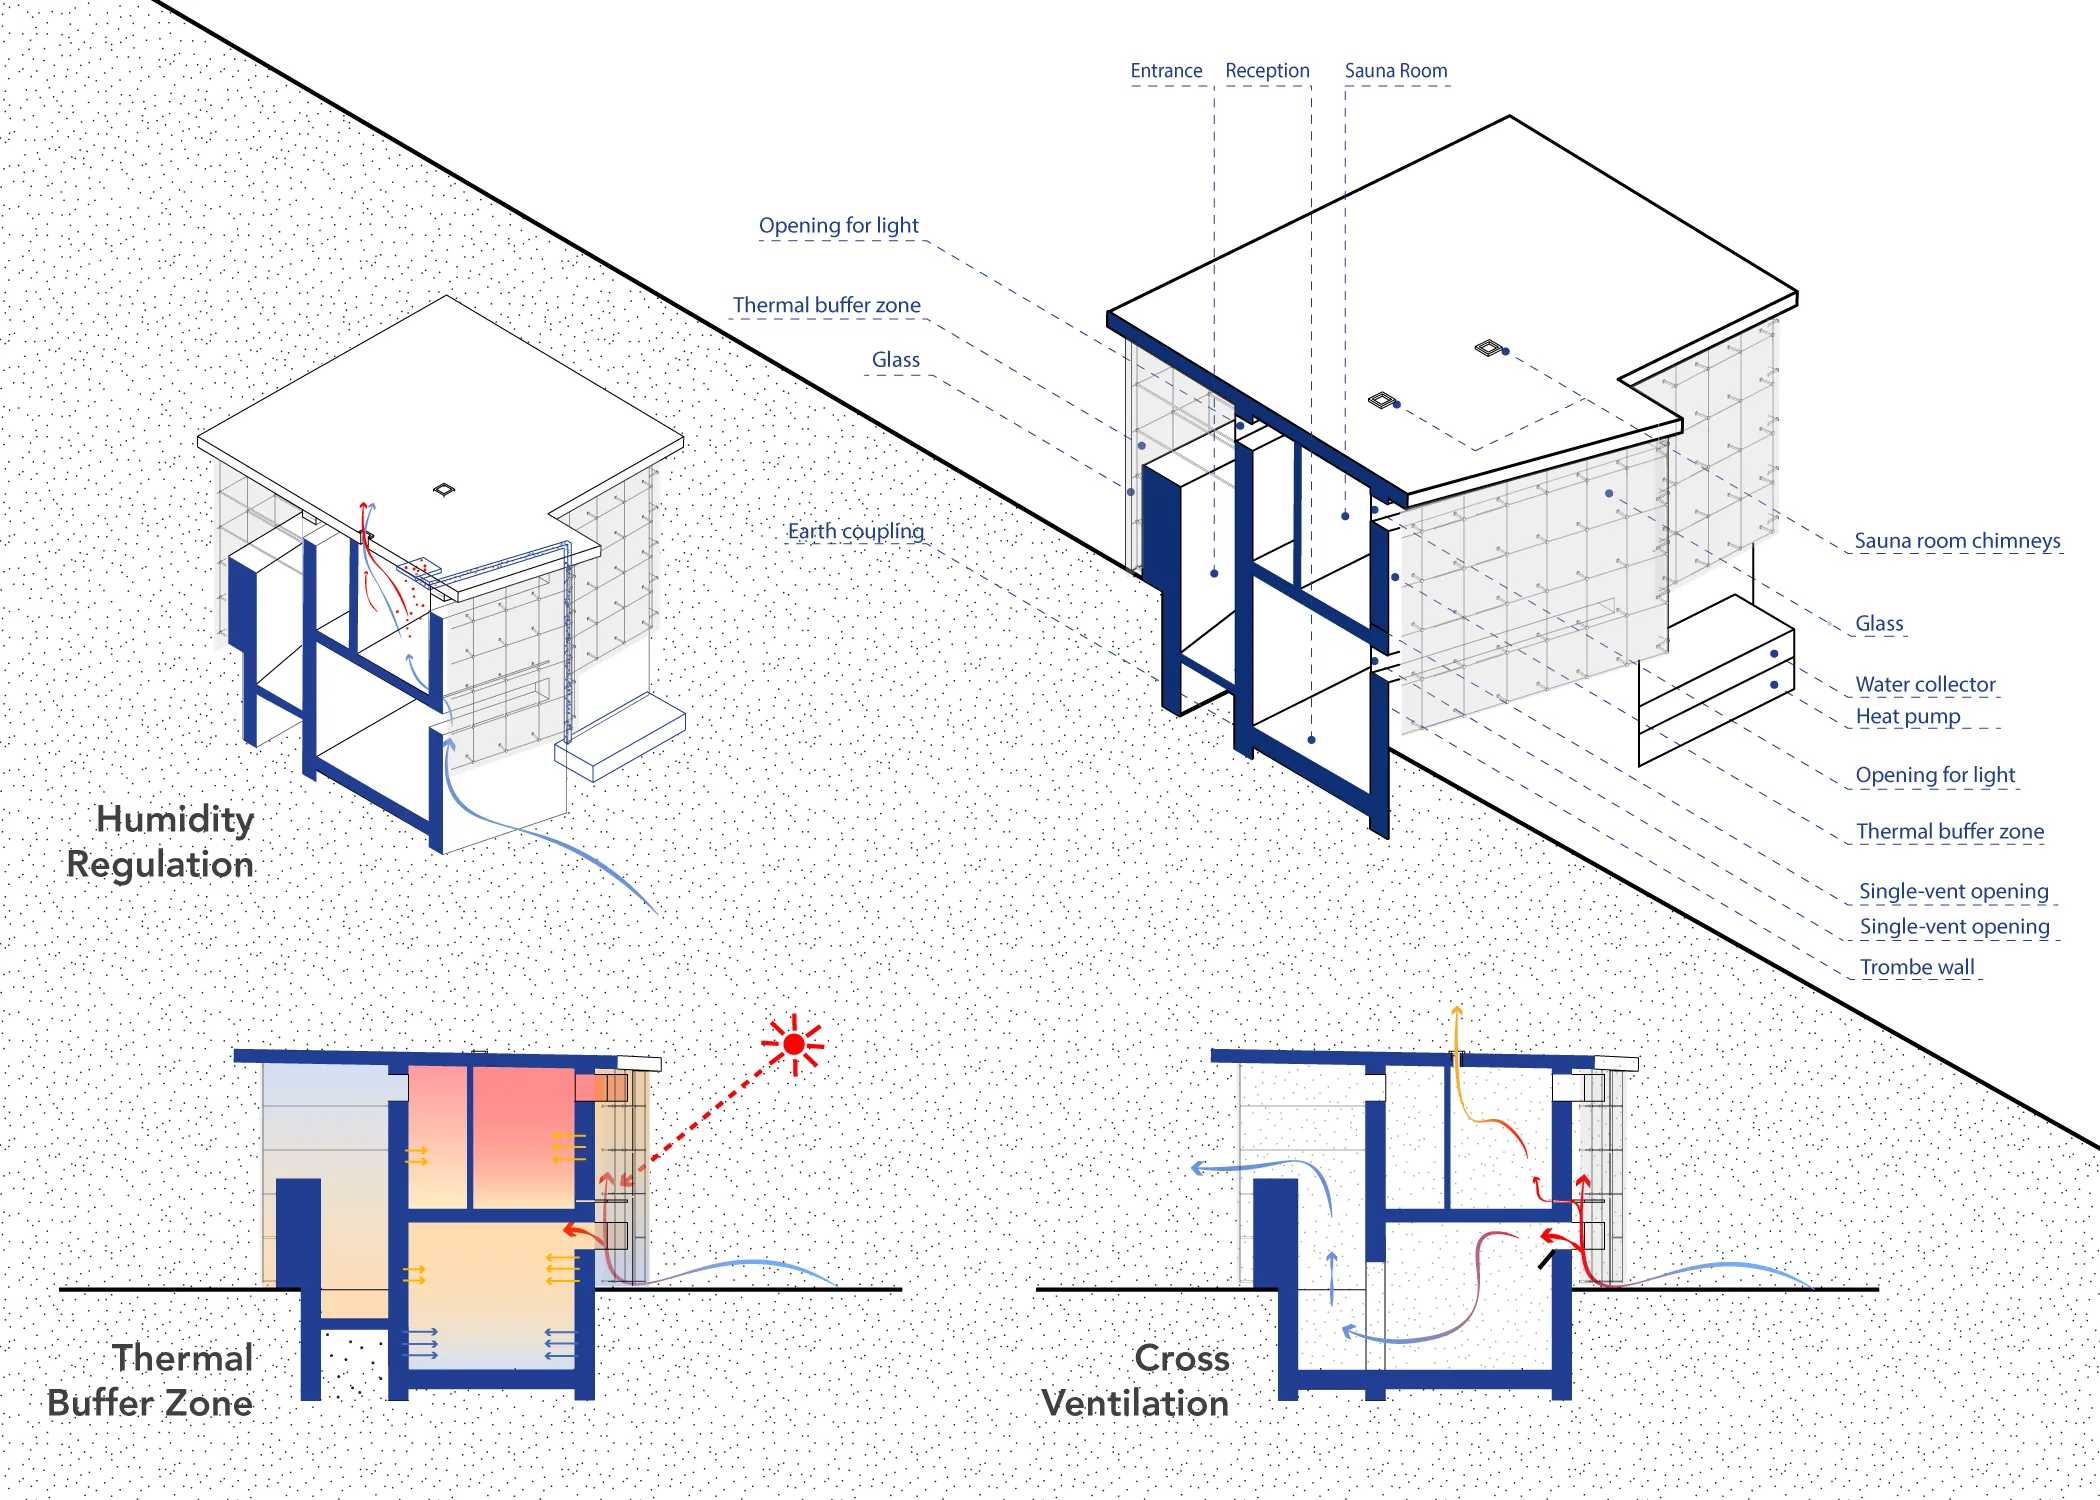 Entrance
Reception
Sauna Room
Opening for light
Thermal buffer zone
Glass
Earth coupling
Sauna room chimneys
Glass
Water collector
Heat pump
Opening for light
Thermal buffer zone
Single-vent opening
Single-vent opening
Trombe wall
Humidity
Regulation
Thermal
Buffer Zone
Cross
Ventilation